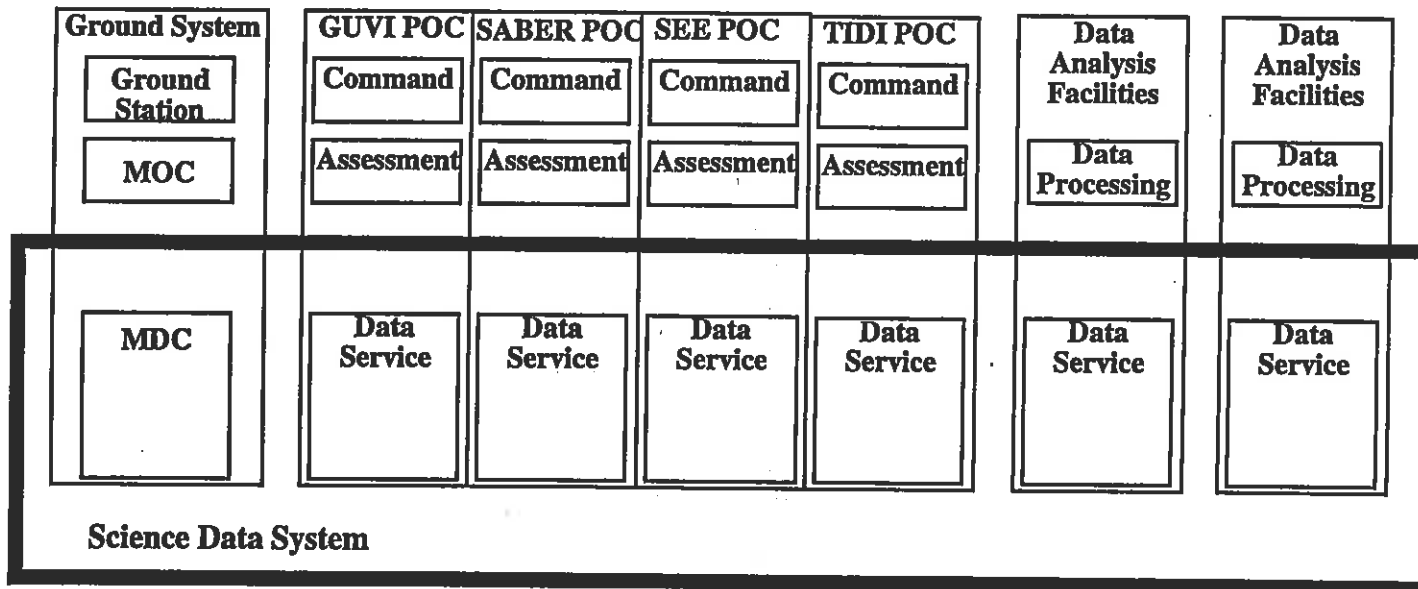 Ground System
Ground
Station
MOC
MDC
GUVI POC
Command
Assessment
Data
Service
SABER POC
Command
Assessment
Data
Service
SEE POC
Command
Assessment
Data
Service
TIDI POC
Command
Assessment
Data
Service
Data
Analysis
Facilities
Data
Processing
Data
Service
Data
Analysis
Facilities
Data
Processing
Data
Service
Science Data System